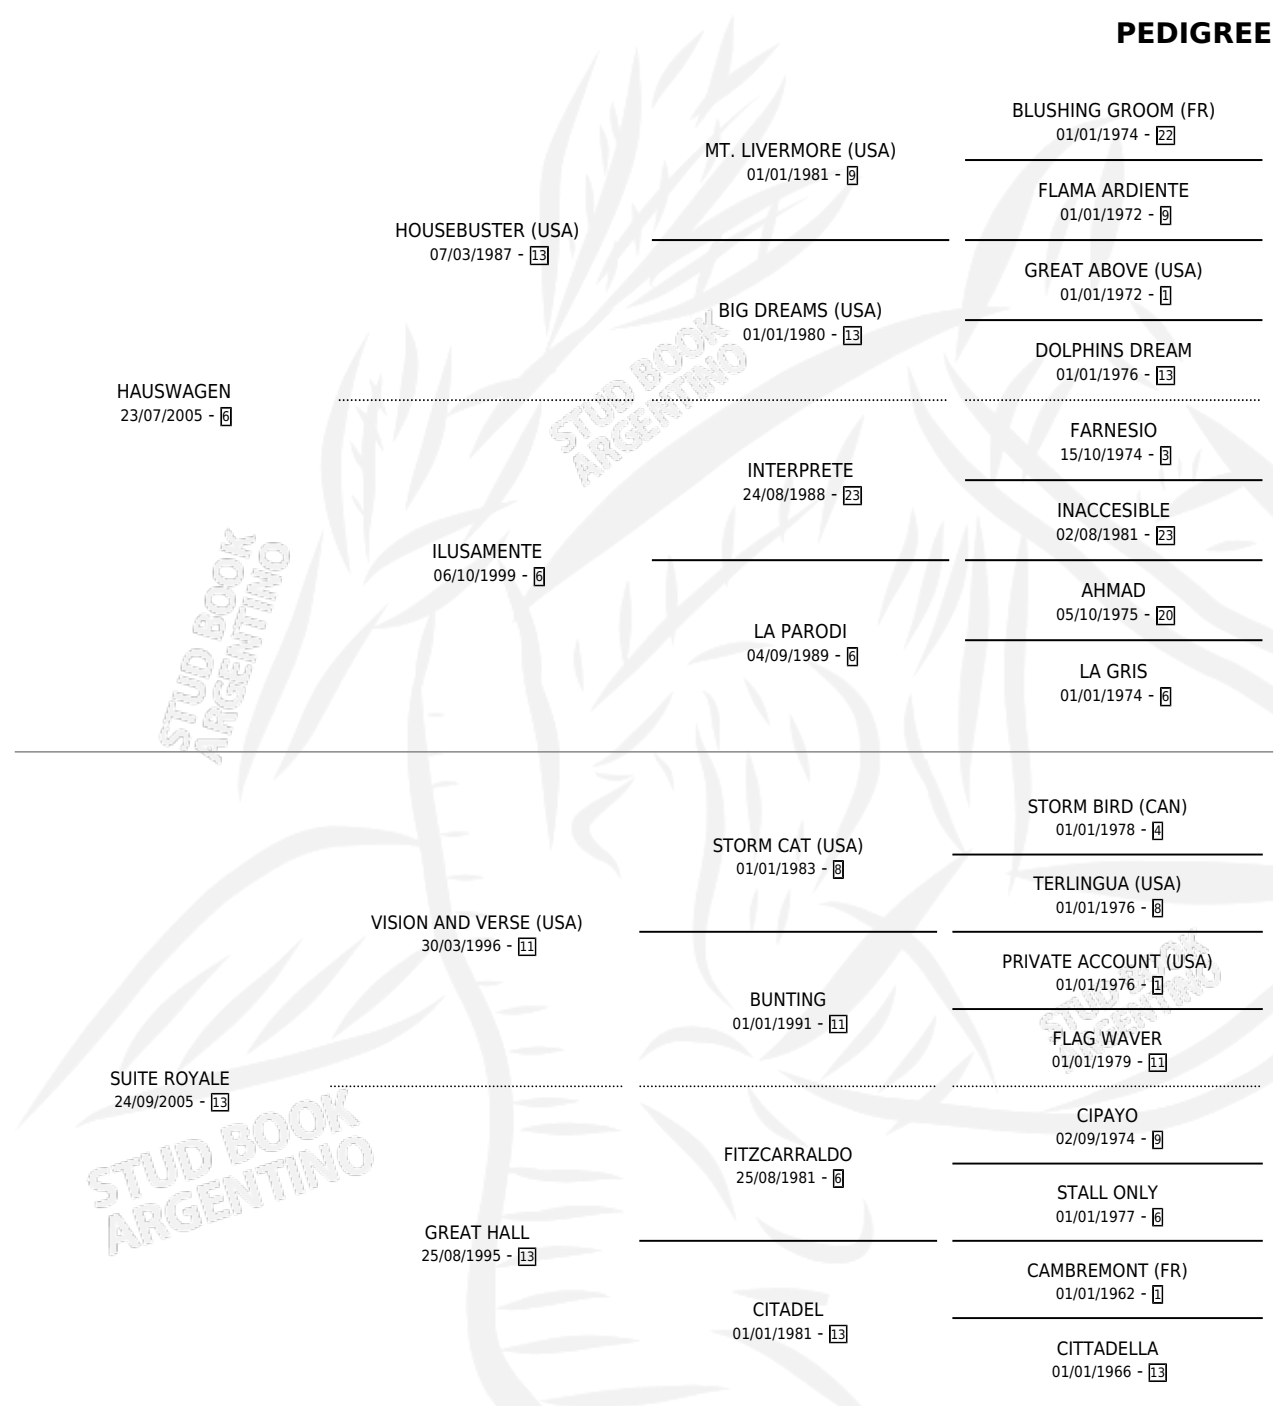 PEDIGREE
BLUSHING GROOM (FR)
01/01/1974 - 22
MT. LIVERMORE (USA)
01/01/1981 - 9
FLAMA ARDIENTE
01/01/1972 - 9
HOUSEBUSTER (USA)
07/03/1987 - 13
GREAT ABOVE (USA)
01/01/1972 - 1
BIG DREAMS (USA)
01/01/1980 - 13
DOLPHINS DREAM
01/01/1976 - 13
HAUSWAGEN
23/07/2005 - 6
FARNESIO
15/10/1974 - 3
INTERPRETE
24/08/1988 - 23
INACCESIBLE
02/08/1981 - 23
ILUSAMENTE
06/10/1999 - 6
AHMAD
05/10/1975 - 20
LA PARODI
04/09/1989 - 6
LA GRIS
01/01/1974 - 6
STORM BIRD (CAN)
01/01/1978 - 4
STORM CAT (USA)
01/01/1983 - 8
TERLINGUA (USA)
01/01/1976 - 8
VISION AND VERSE (USA)
30/03/1996 - 11
PRIVATE ACCOUNT (USA)
01/01/1976 - 1
BUNTING
01/01/1991 - 11
FLAG WAVER
01/01/1979 - 11
SUITE ROYALE
24/09/2005 - 13
CIPAYO
02/09/1974 - 9
FITZCARRALDO
25/08/1981 - 6
STALL ONLY
01/01/1977 - 6
GREAT HALL
25/08/1995 - 13
CAMBREMONT (FR)
01/01/1962 - 1
CITADEL
01/01/1981 - 13
CITTADELLA
01/01/1966 - 13
STUD BOOK
ARGENTINO
STUD BOOK
ARGENTINO
STUD BOOK
ARGENTINO
STUD BOOK
ARGENTINO